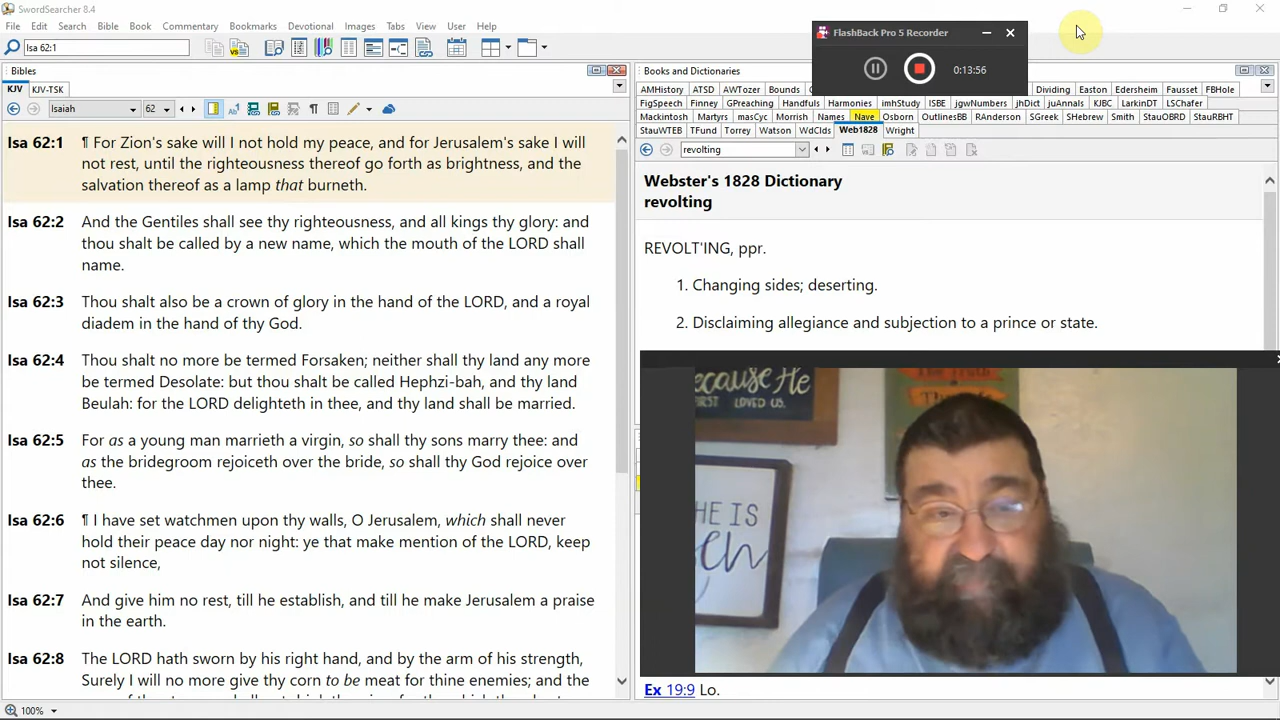 SwordSearcher 8.4
File Edit Search Bible Book Commentary Bookmarks Devotional Images Tabs View User Help
Isa 62:1
Bibles
KJV KJV-TSK
Isaiah 62
Isa 62:1 ¶ For Zion's sake will I not hold my peace, and for Jerusalem's sake I will
not rest, until the righteousness thereof go forth as brightness, and the
salvation thereof as a lamp that burneth.
Isa 62:2 And the Gentiles shall see thy righteousness, and all kings thy glory: and
thou shalt be called by a new name, which the mouth of the LORD shall
name.
Isa 62:3 Thou shalt also be a crown of glory in the hand of the LORD, and a royal
diadem in the hand of thy God.
Isa 62:4 Thou shalt no more be termed Forsaken; neither shall thy land any more
be termed Desolate: but thou shalt be called Hephzi-bah, and thy land
Beulah: for the LORD delighteth in thee, and thy land shall be married.
Isa 62:5 For as a young man marrieth a virgin, so shall thy sons marry thee: and
as the bridegroom rejoiceth over the bride, so shall thy God rejoice over
thee.
Isa 62:6 ¶ I have set watchmen upon thy walls, O Jerusalem, which shall never
hold their peace day nor night: ye that make mention of the LORD, keep
not silence,
Isa 62:7 And give him no rest, till he establish, and till he make Jerusalem a praise
in the earth.
Isa 62:8 The LORD hath sworn by his right hand, and by the arm of his strength,
Surely I will no more give thy corn to be meat for thine enemies; and the
100%
FlashBack Pro 5 Recorder
0:13:56
Books and Dictionaries
AMHistory ATSD AWTozer Bounds Dividing Easton Edersheim Fausset FBHole
FigSpeech Finney GPreaching Handfuls Harmonies imhStudy ISBE jgwNumbers jhDict juAnnals KJBC LarkinDT LSChafer
Mackintosh Martyrs masCyc Morrish Names Nave Osborn OutlinesBB RAnderson SGreek SHebrew Smith StauOBRD StauRBHT
StauWTB TFund Torrey Watson WdClds Web1828 Wright
revolting
Webster's 1828 Dictionary
revolting
REVOLT'ING, ppr.
1. Changing sides; deserting.
2. Disclaiming allegiance and subjection to a prince or state.
Because He
FIRST LOVED US.
HE IS
Ex 19:9 Lo.